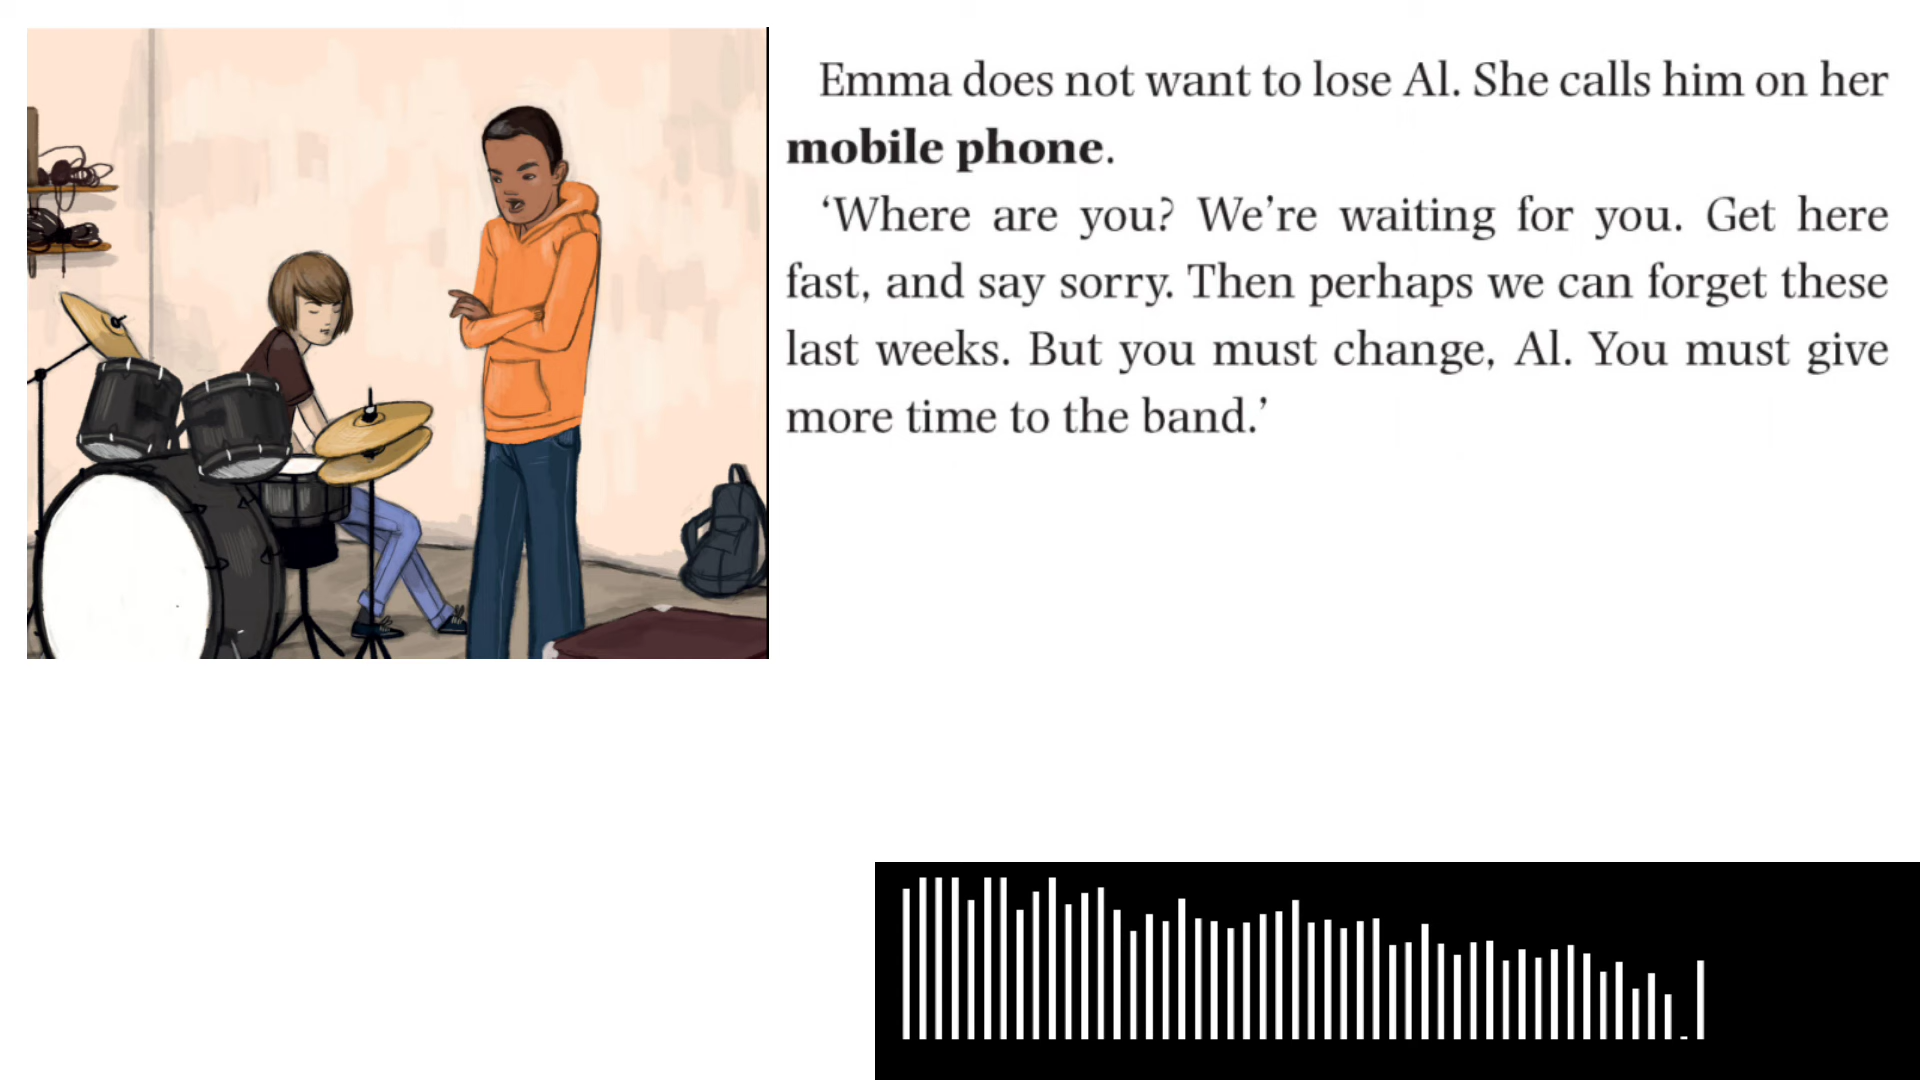 Emma does not want to lose Al. She calls him on her
mobile phone.
‘Where are you? We’re waiting for you. Get here
fast, and say sorry. Then perhaps we can forget these
last weeks. But you must change, Al. You must give
more time to the band.’